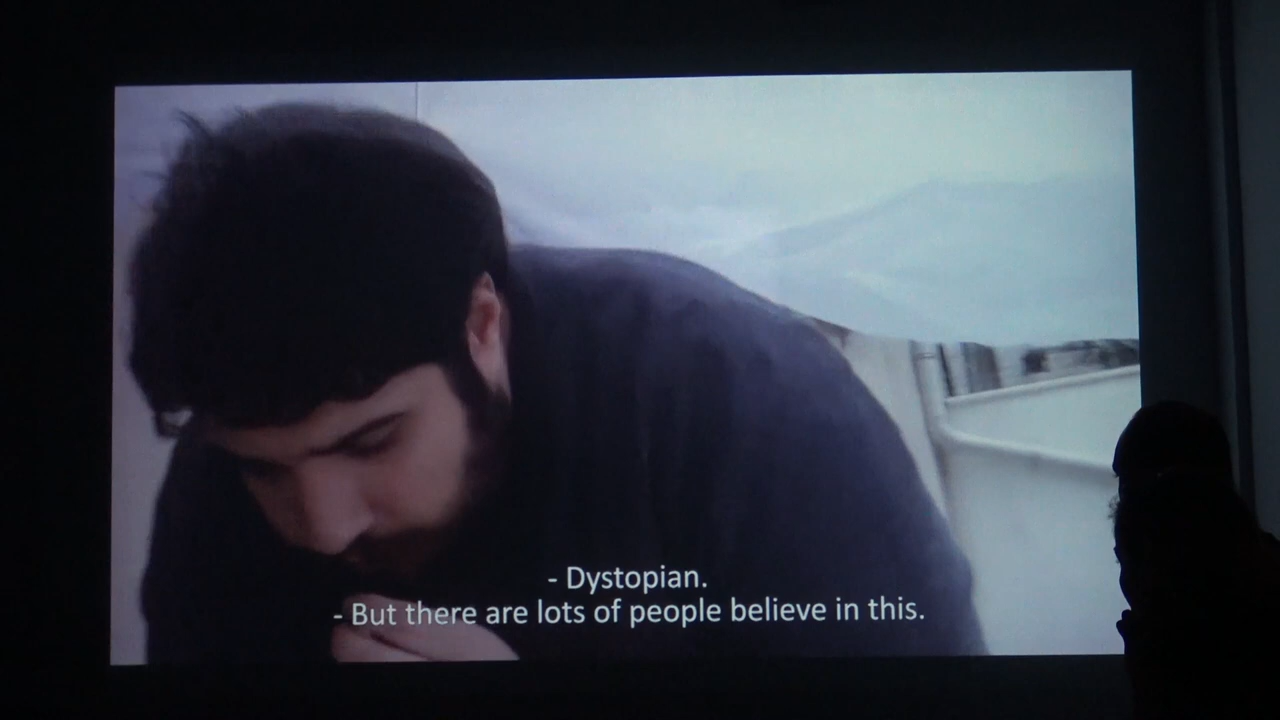 - Dystopian.
- But there are lots of people believe in this.